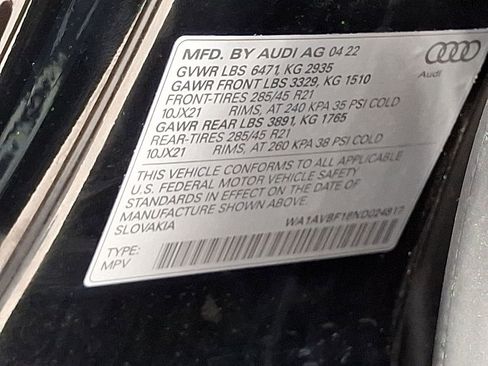 MFD. BY AUDI AG 04 22
GVWR LBS 6471, KG 2935
GAWR FRONT LBS 3329, KG 1510
FRONT-TIRES 285/45 R21
10JX21 RIMS, AT 240 KPA 35 PSI COLD
GAWR REAR LBS 3891, KG 1765
REAR-TIRES 285/45 R21
10JX21 RIMS, AT 260 KPA 38 PSI COLD
THIS VEHICLE CONFORMS TO ALL APPLICABLE
U.S. FEDERAL MOTOR VEHICLE SAFETY
STANDARDS IN EFFECT ON THE DATE OF
MANUFACTURE SHOWN ABOVE.
SLOVAKIA
WA1AVBF18ND024817
TYPE:
MPV
Audi